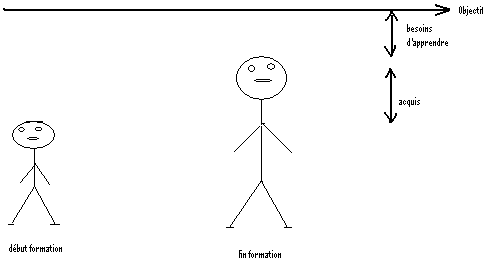 Objectif
besoins
d'apprendre
acquis
début formation
fin formation